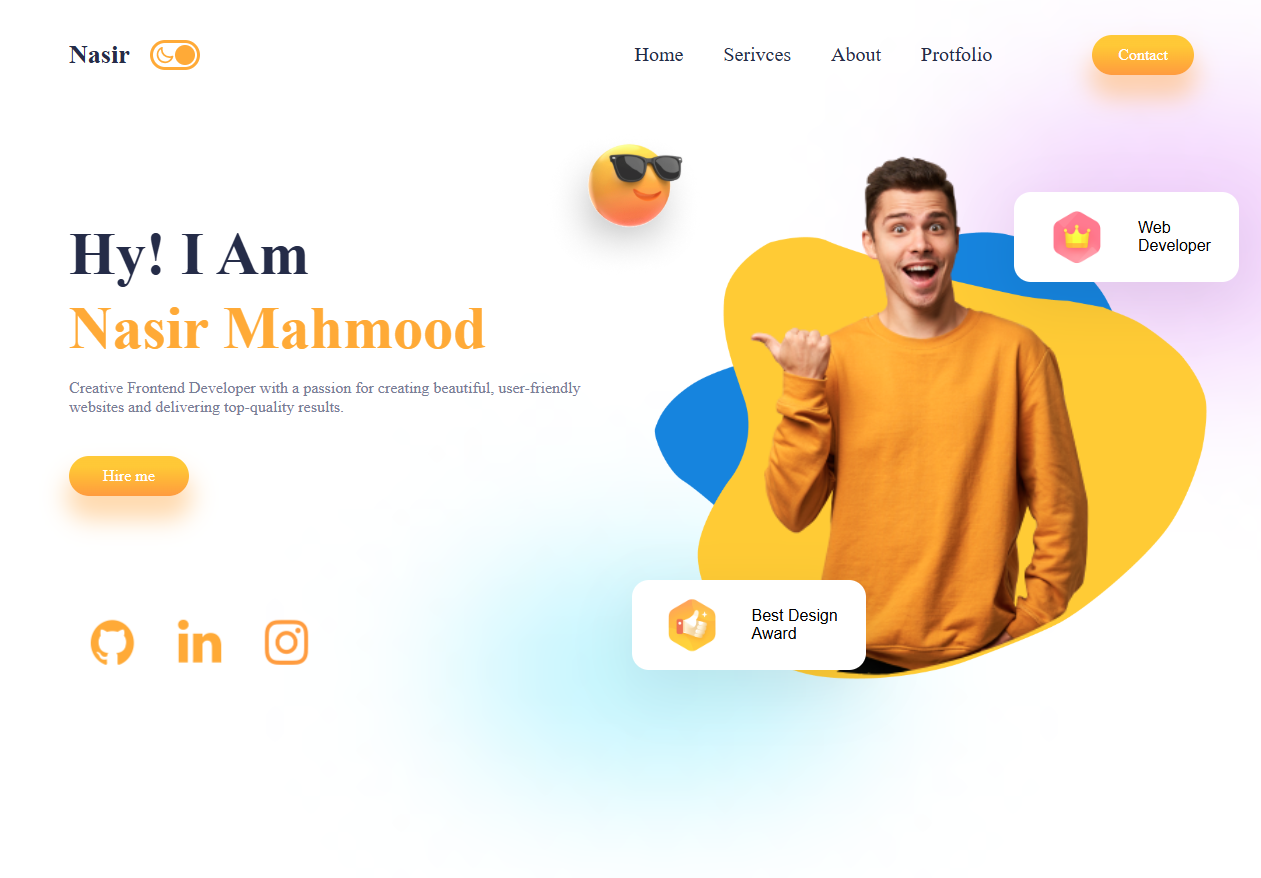 Nasir
Home Serivces About Protfolio
Contact
Hy! I Am
Nasir Mahmood
Creative Frontend Developer with a passion for creating beautiful, user-friendly
websites and delivering top-quality results.
Hire me
Web
Developer
Best Design
Award
in